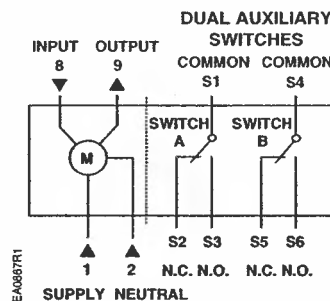 DUAL AUXILIARY
SWITCHES
INPUT OUTPUT
8 9
COMMON COMMON
S1 S4
SWITCH
A
SWITCH
B
M
S2 S3 S5 S6
1 2
N.C. N.O. N.C. N.O.
SUPPLY NEUTRAL
EA0867R1